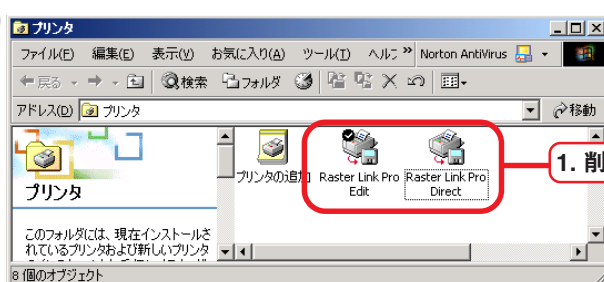 プリンタ
ファイル(F) 編集(E) 表示(V) お気に入り(A) ツール(T) ヘルプ » Norton AntiVirus
戻る 検索 フォルダ
アドレス(D) プリンタ 移動
プリンタ
このフォルダには、現在インストールさ
れているプリンタおよび新しいプリンタ
プリンタの追加
Raster Link Pro
Edit
Raster Link Pro
Direct
1. 削
8 個のオブジェクト